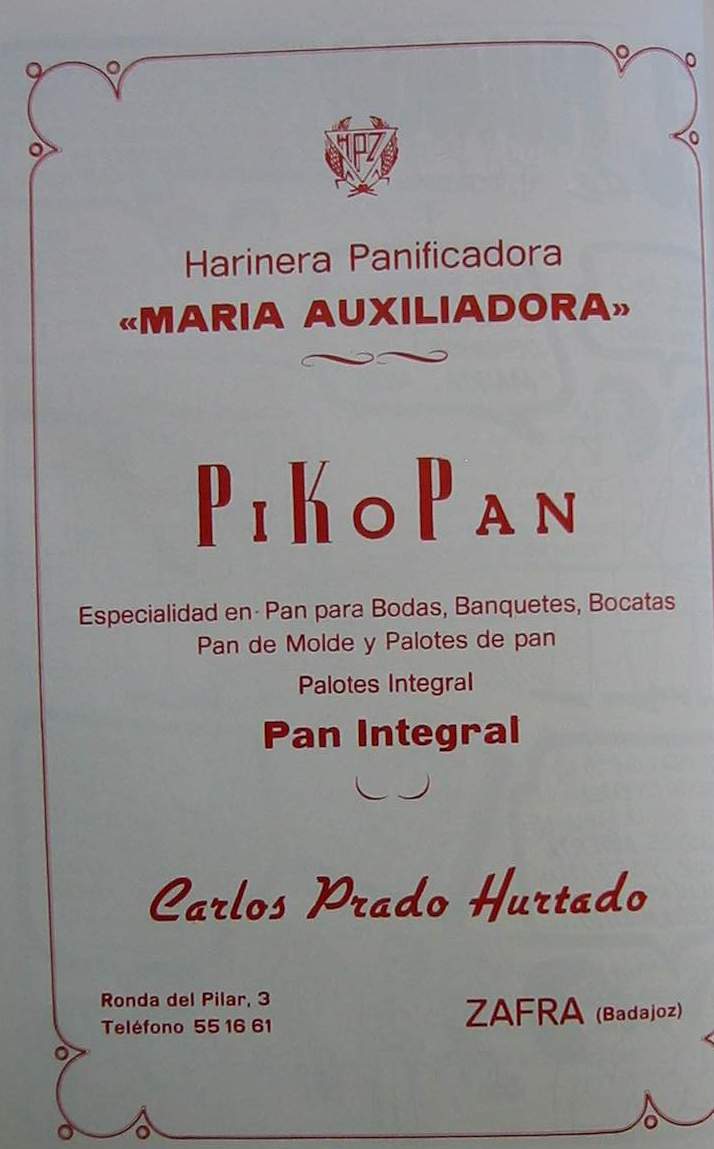 HPZ
Harinera Panificadora
«MARIA AUXILIADORA»
PIKOPAN
Especialidad en Pan para Bodas, Banquetes, Bocatas
Pan de Molde y Palotes de pan
Palotes Integral
Pan Integral
Carlos Prado Hurtado
Ronda del Pilar, 3
Teléfono 55 16 61
ZAFRA (Badajoz)